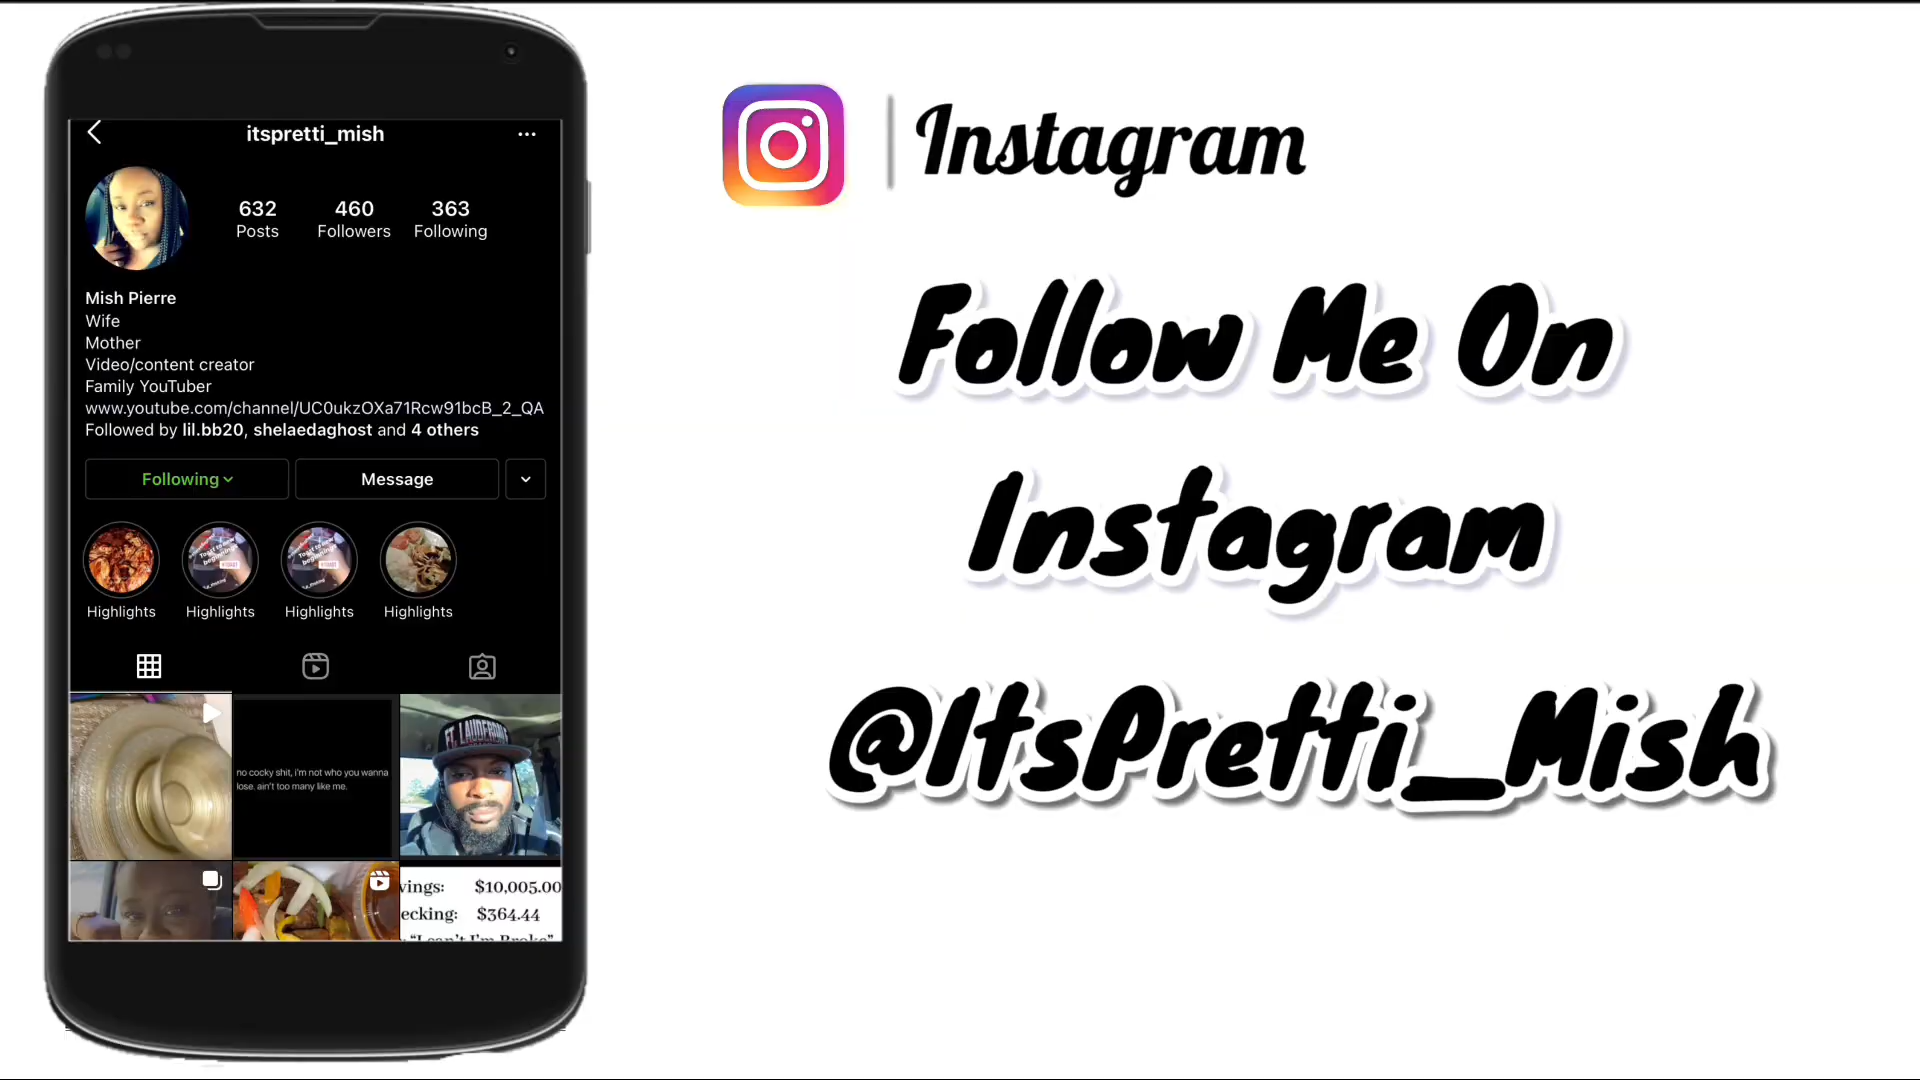 itspretti_mish
632
Posts
460
Followers
363
Following
Mish Pierre
Wife
Mother
Video/content creator
Family YouTuber
www.youtube.com/channel/UC0ukzOXa71Rcw91bcB_2_QA
Followed by lil.bb20, shelaedaghost and 4 others
Following
Message
Highlights
Highlights
Highlights
Highlights
no cocky shit, i'm not who you wanna
lose, ain't too many like me.
FT. LAUDERDALE
vings: $10,005.00
ecking: $364.44
"I can't I'm Broke"
Instagram
Follow Me On
Instagram
@ItsPretti_Mish